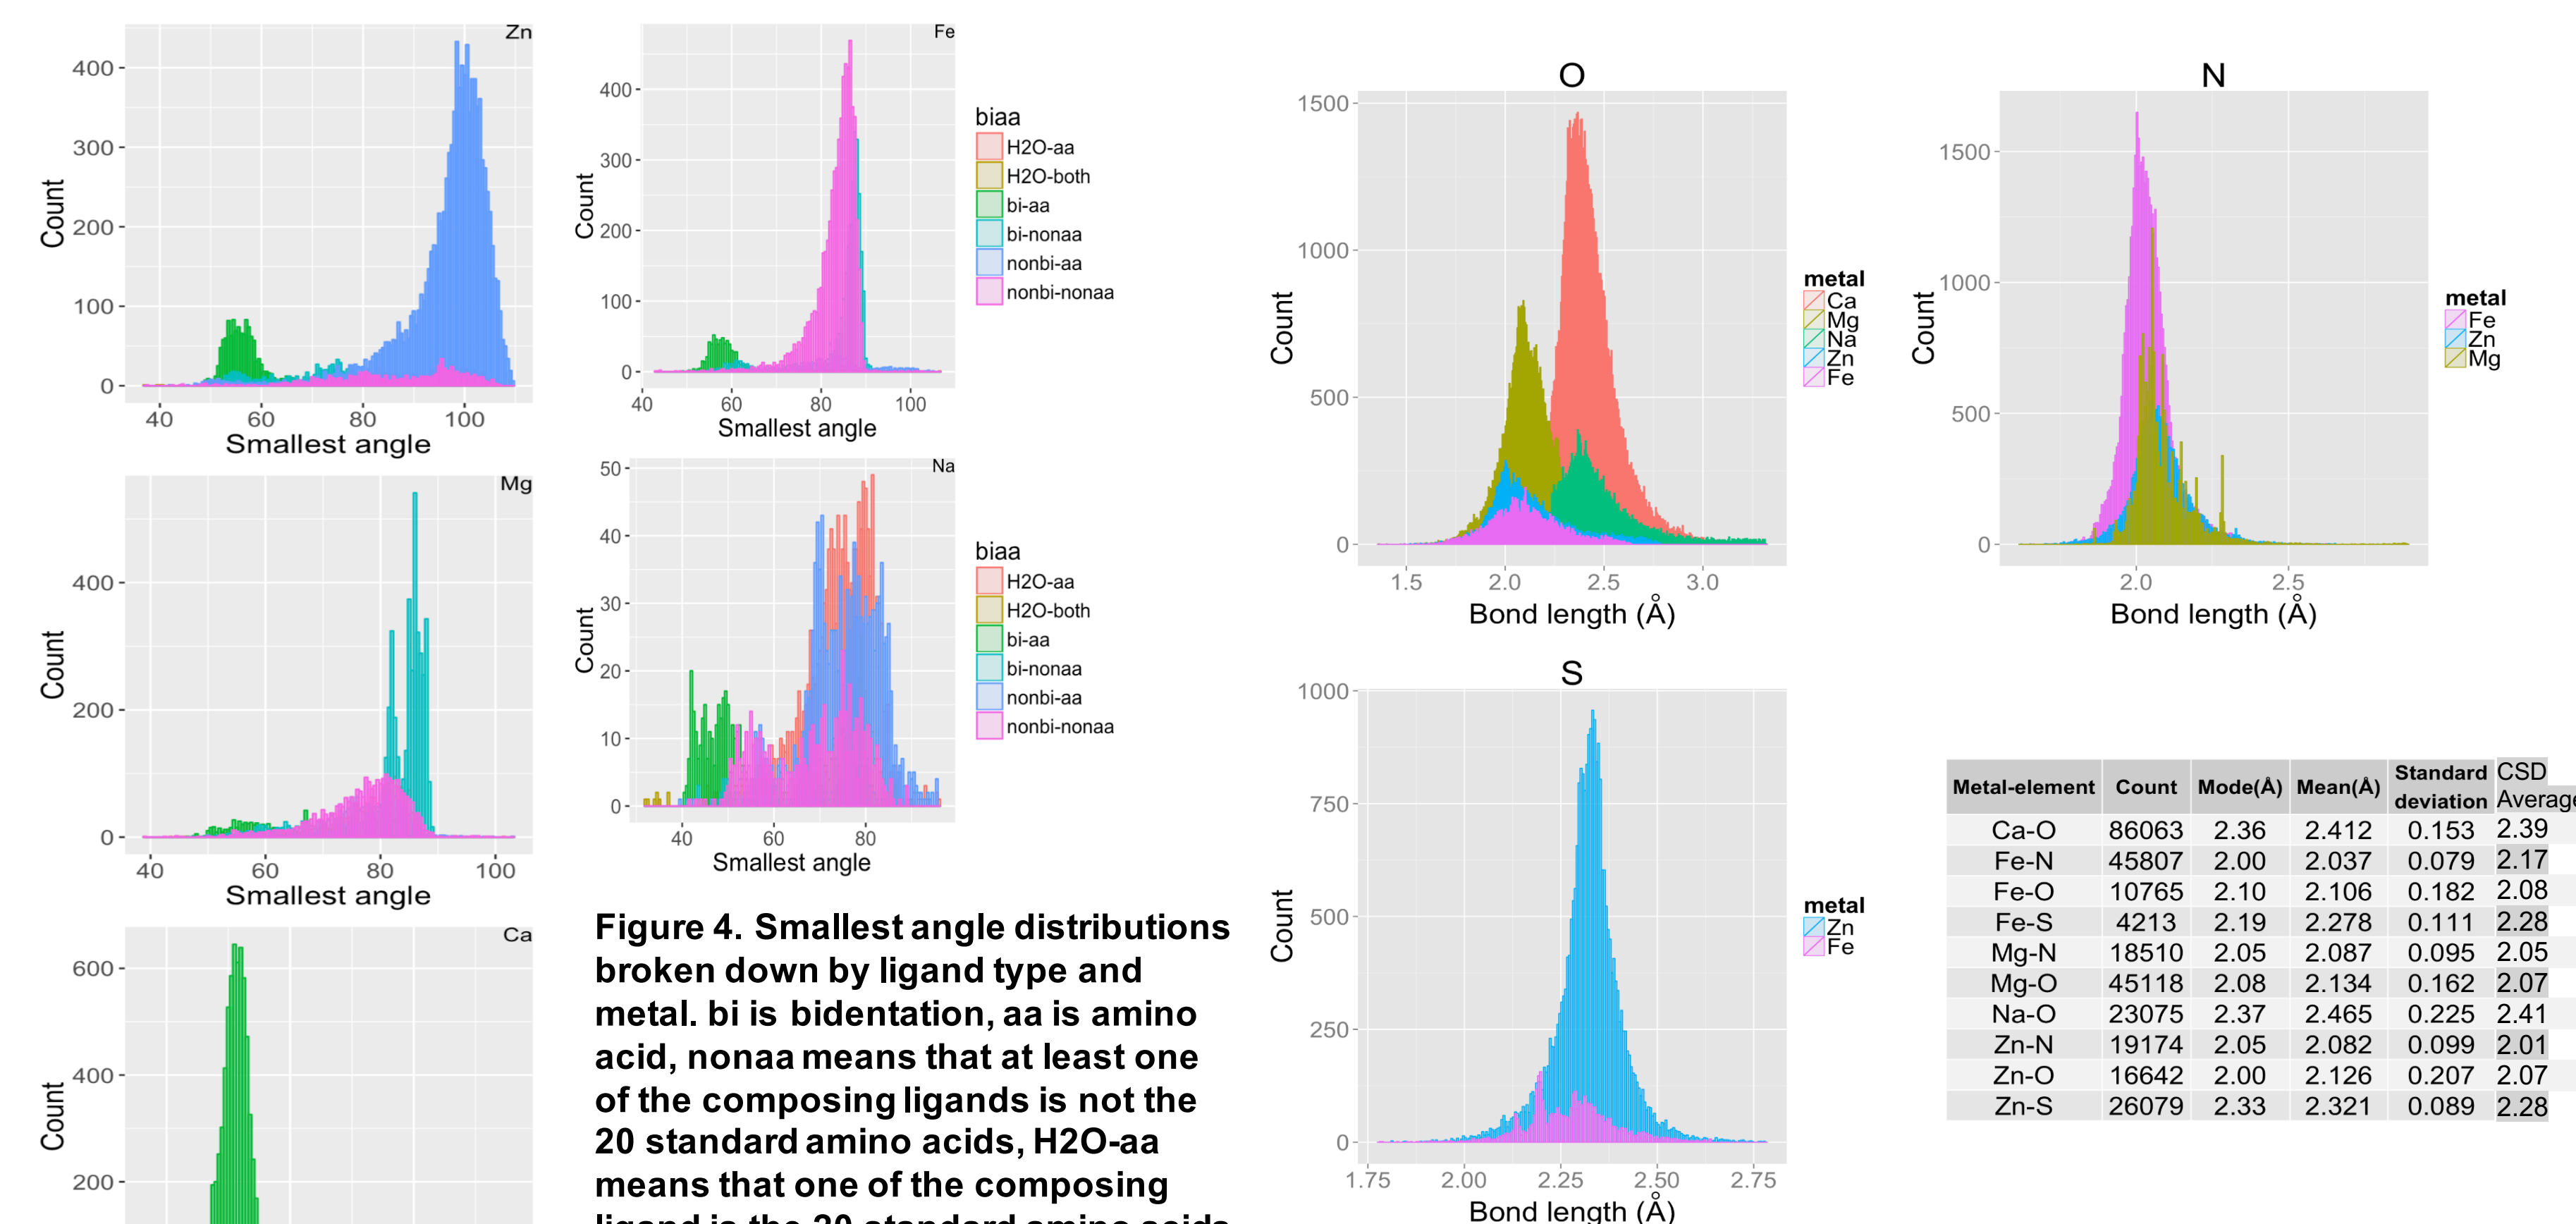 Zn
400
300
200
100
0
Count
40 60 80 100
Smallest angle
Fe
400
300
200
100
0
Count
40 60 80 100
Smallest angle
biaa
H2O-aa
H2O-both
bi-aa
bi-nonaa
nonbi-aa
nonbi-nonaa
Mg
400
200
0
Count
40 60 80 100
Smallest angle
Na
50
40
30
20
10
0
Count
40 60 80
Smallest angle
biaa
H2O-aa
H2O-both
bi-aa
bi-nonaa
nonbi-aa
nonbi-nonaa
Ca
600
400
200
Count
Figure 4. Smallest angle distributions
broken down by ligand type and
metal. bi is bidentation, aa is amino
acid, nonaa means that at least one
of the composing ligands is not the
20 standard amino acids, H2O-aa
means that one of the composing
ligand is the 20 standard amino acids
O
1500
1000
500
0
Count
1.5 2.0 2.5 3.0
Bond length (Å)
metal
Ca
Mg
Na
Zn
Fe
N
1500
1000
500
0
Count
2.0 2.5
Bond length (Å)
metal
Fe
Zn
Mg
S
1000
750
500
250
0
Count
1.75 2.00 2.25 2.50 2.75
Bond length (Å)
metal
Zn
Fe
Metal-element Count Mode(Å) Mean(Å) Standard deviation CSD Average
Ca-O 86063 2.36 2.412 0.153 2.39
Fe-N 45807 2.00 2.037 0.079 2.17
Fe-O 10765 2.10 2.106 0.182 2.08
Fe-S 4213 2.19 2.278 0.111 2.28
Mg-N 18510 2.05 2.087 0.095 2.05
Mg-O 45118 2.08 2.134 0.162 2.07
Na-O 23075 2.37 2.465 0.225 2.41
Zn-N 19174 2.05 2.082 0.099 2.01
Zn-O 16642 2.00 2.126 0.207 2.07
Zn-S 26079 2.33 2.321 0.089 2.28